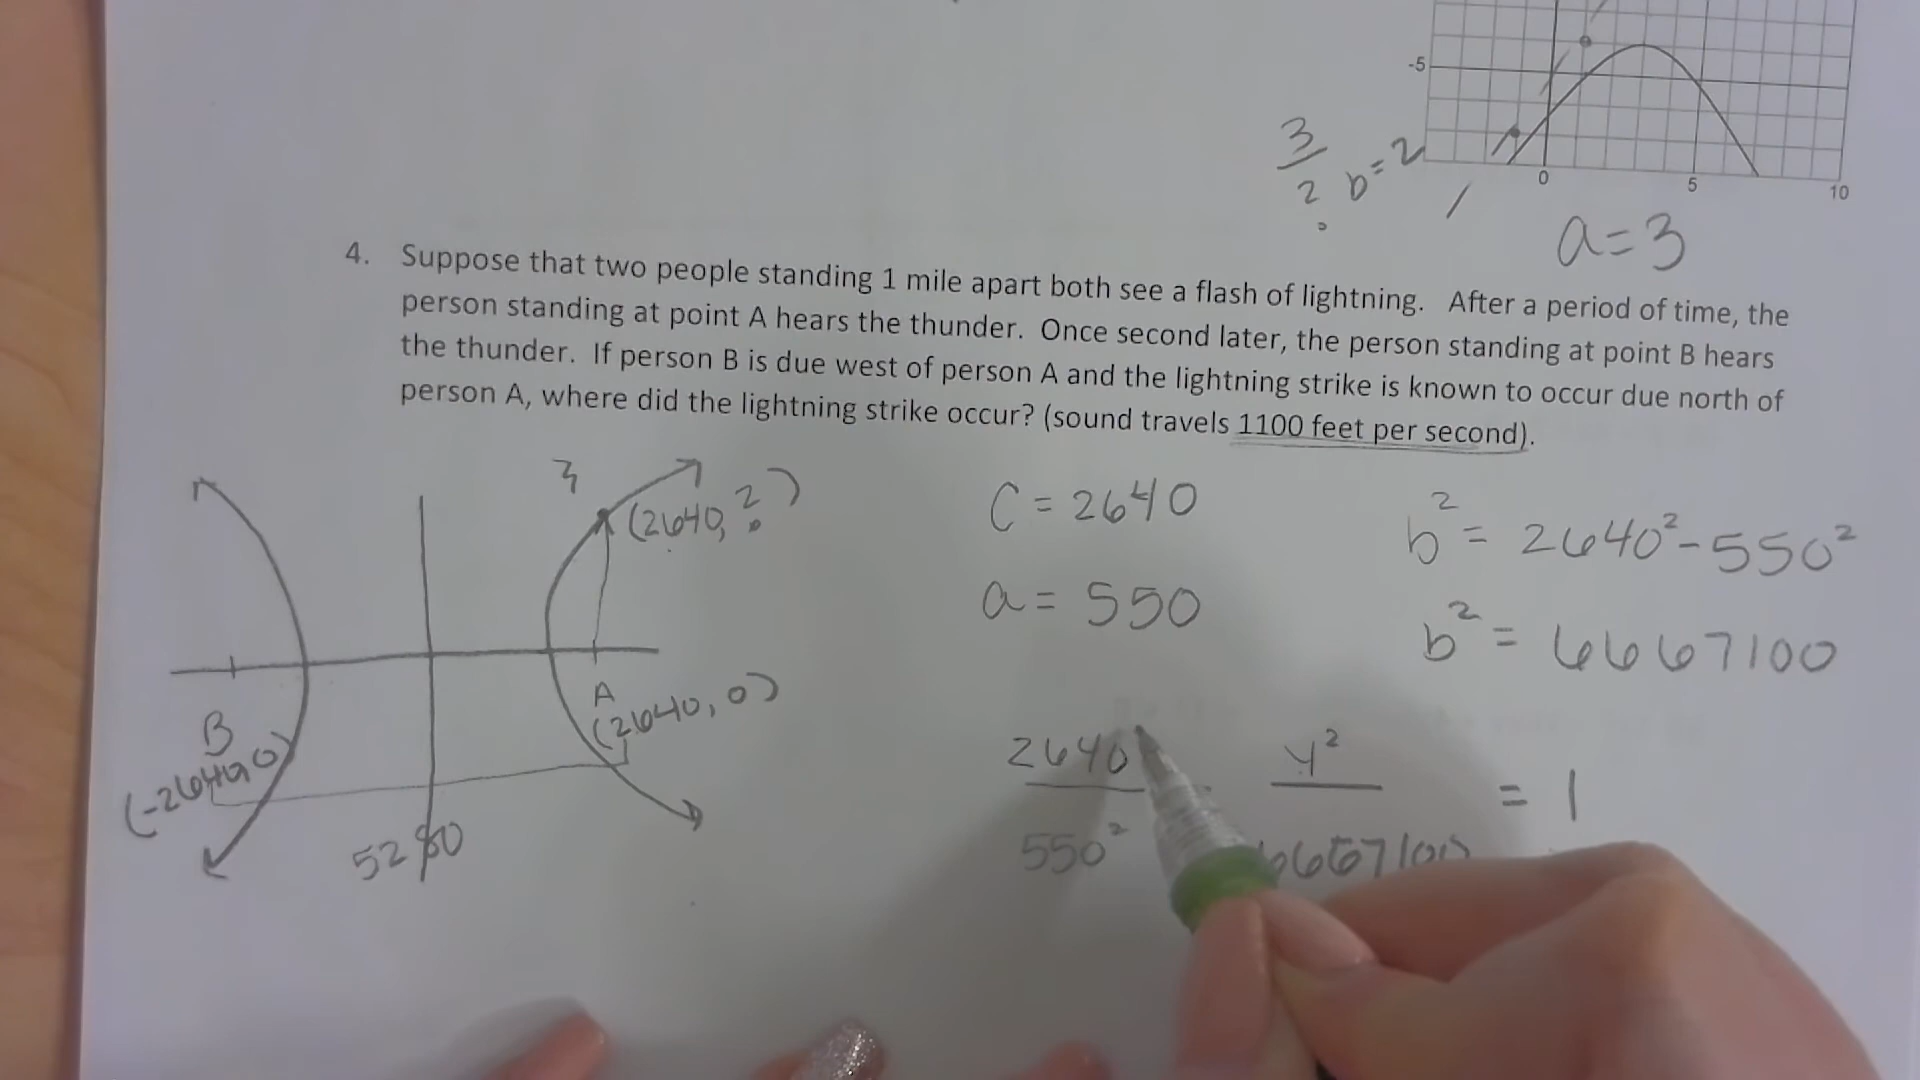 -5
0
5
10
3
2
b=2
a=3
4. Suppose that two people standing 1 mile apart both see a flash of lightning. After a period of time, the
person standing at point A hears the thunder. Once second later, the person standing at point B hears
the thunder. If person B is due west of person A and the lightning strike is known to occur due north of
person A, where did the lightning strike occur? (sound travels 1100 feet per second).
(2640, ?)
A
(2640, 0)
B
5280
C = 2640
a = 550
b² = 2640² - 550²
b² = 6667100
2640
y²
= 1
550²
6667100